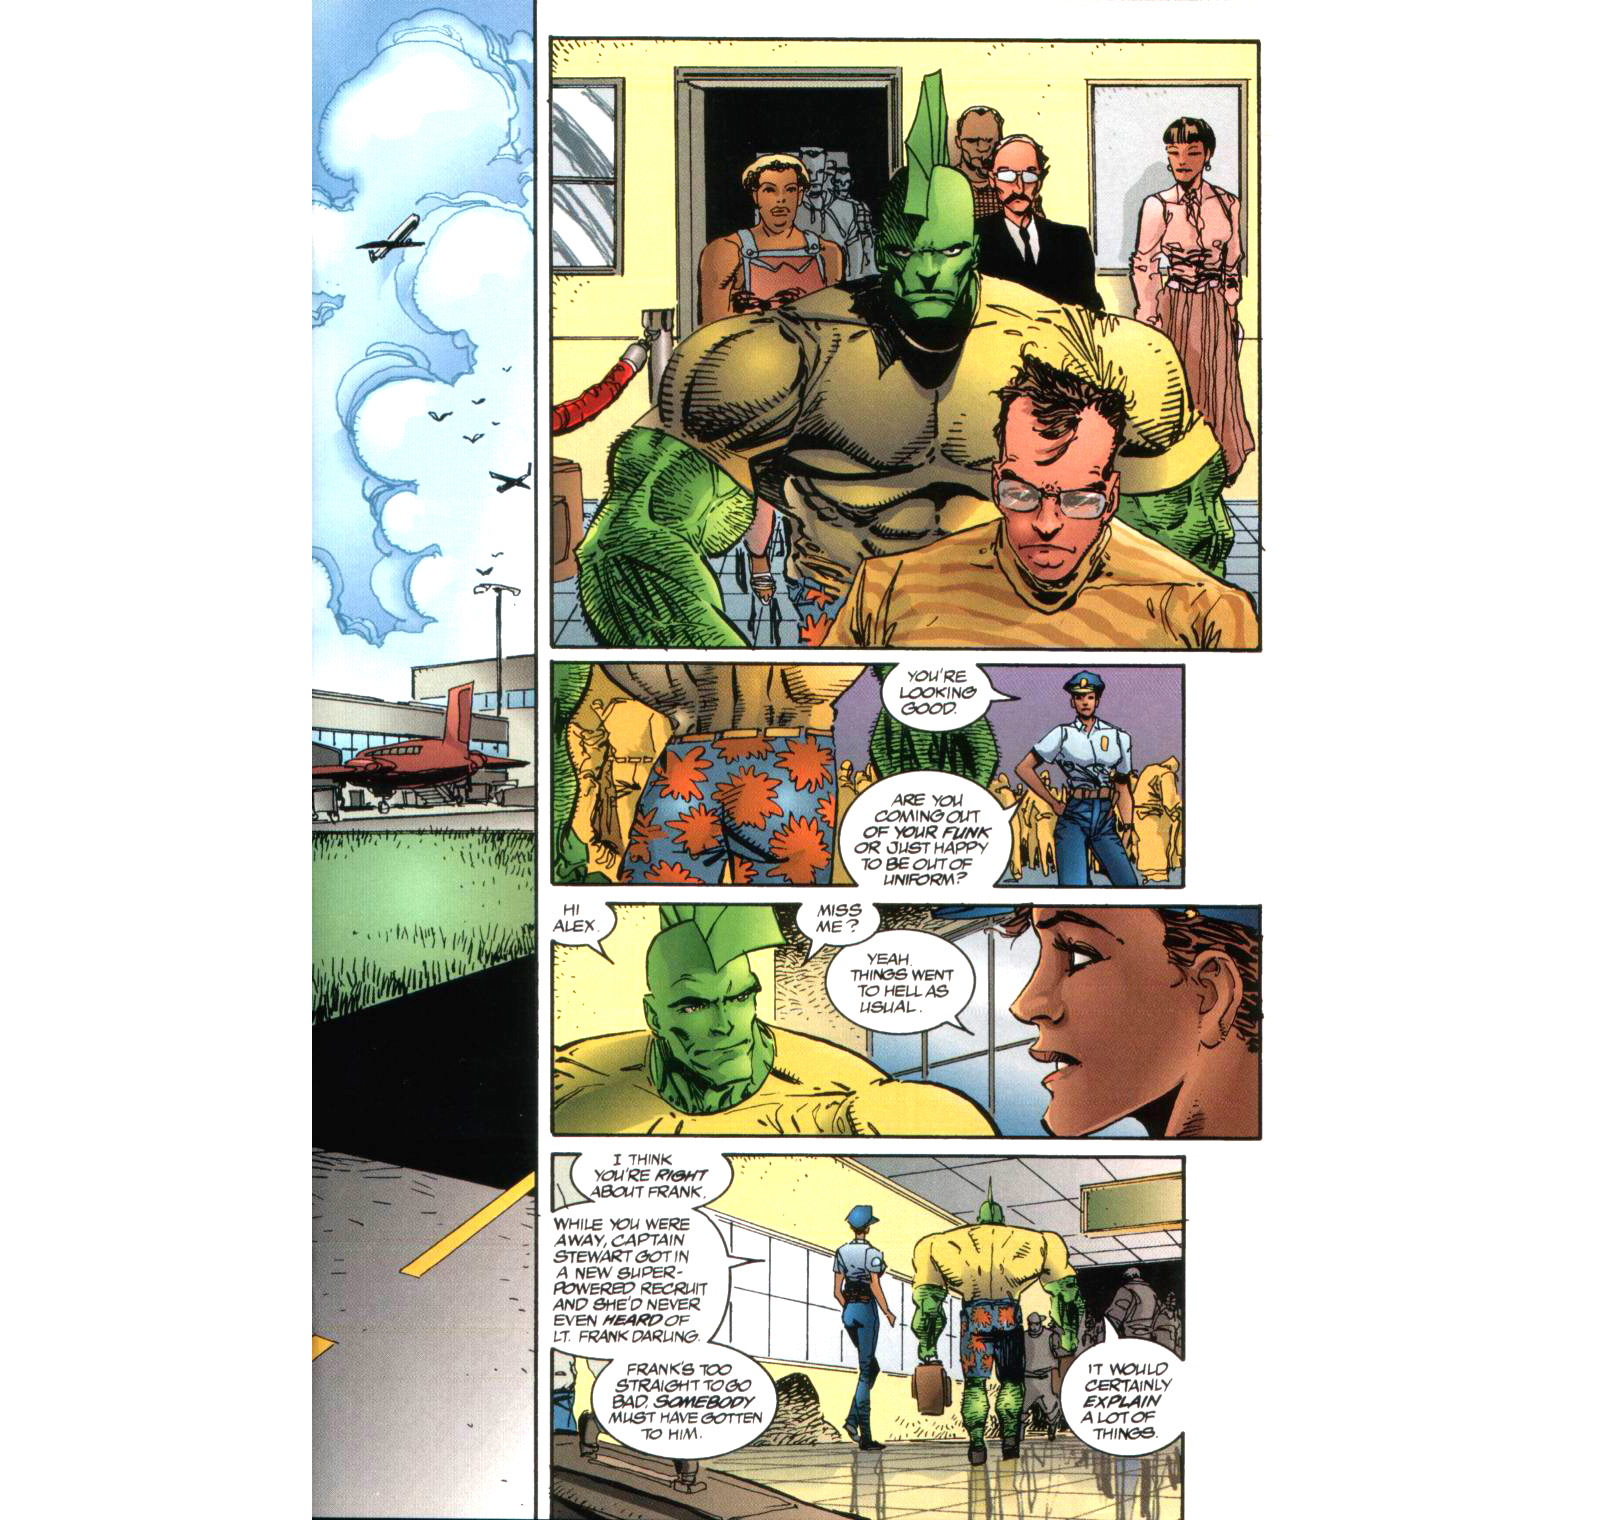 YOU'RE
LOOKING
GOOD.
ARE YOU
COMING OUT
OF YOUR FUNK
OR JUST HAPPY
TO BE OUT OF
UNIFORM?
HI
ALEX.
MISS
ME?
YEAH.
THINGS WENT
TO HELL AS
USUAL.
I THINK
YOU'RE RIGHT
ABOUT FRANK.
WHILE YOU WERE
AWAY, CAPTAIN
STEWART GOT IN
A NEW SUPER-
POWERED RECRUIT
AND SHE'D NEVER
EVEN HEARD OF
LT. FRANK DARLING.
FRANK'S TOO
STRAIGHT TO GO
BAD. SOMEBODY
MUST HAVE GOTTEN
TO HIM.
IT WOULD
CERTAINLY
EXPLAIN
A LOT OF
THINGS.